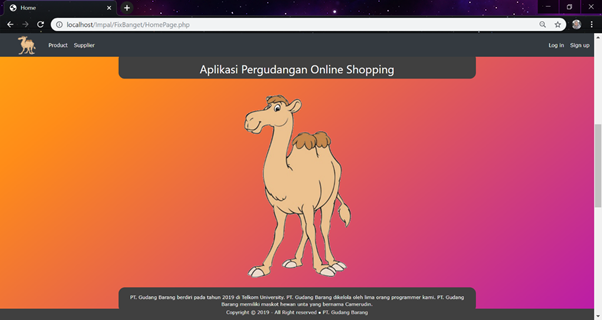 Home
localhost/Impal/FixBanget/HomePage.php
Product Supplier Log in Sign up
Aplikasi Pergudangan Online Shopping
PT. Gudang Barang berdiri pada tahun 2019 di Telkom University. PT. Gudang Barang dikelola oleh lima orang programmer kami. PT. Gudang
Barang memiliki maskot hewan unta yang bernama Camerudin.
Copyright © 2019 - All Right reserved • PT. Gudang Barang